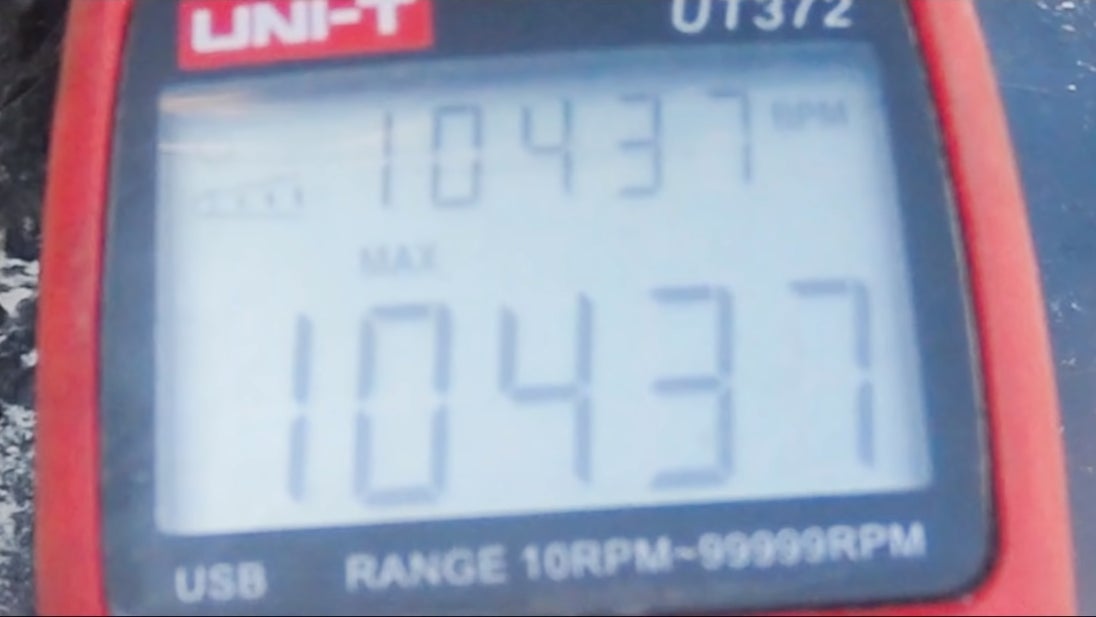 UNI-T UT372
10437 RPM
MAX
10437
USB RANGE 10RPM~99999RPM